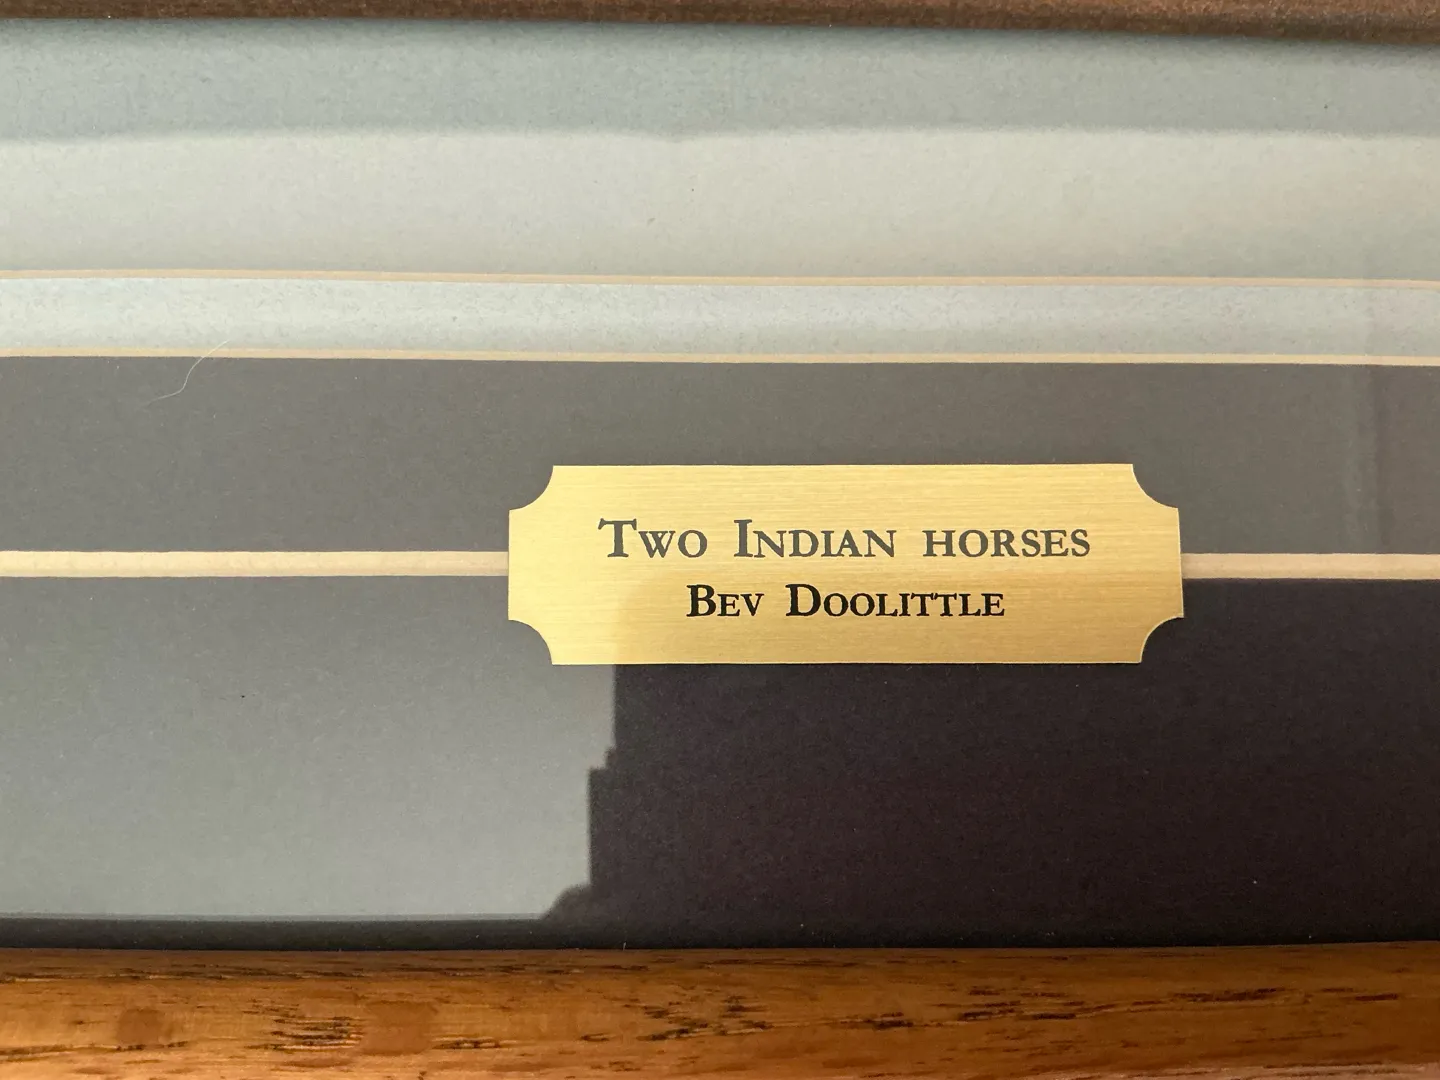 Two Indian horses
Bev Doolittle